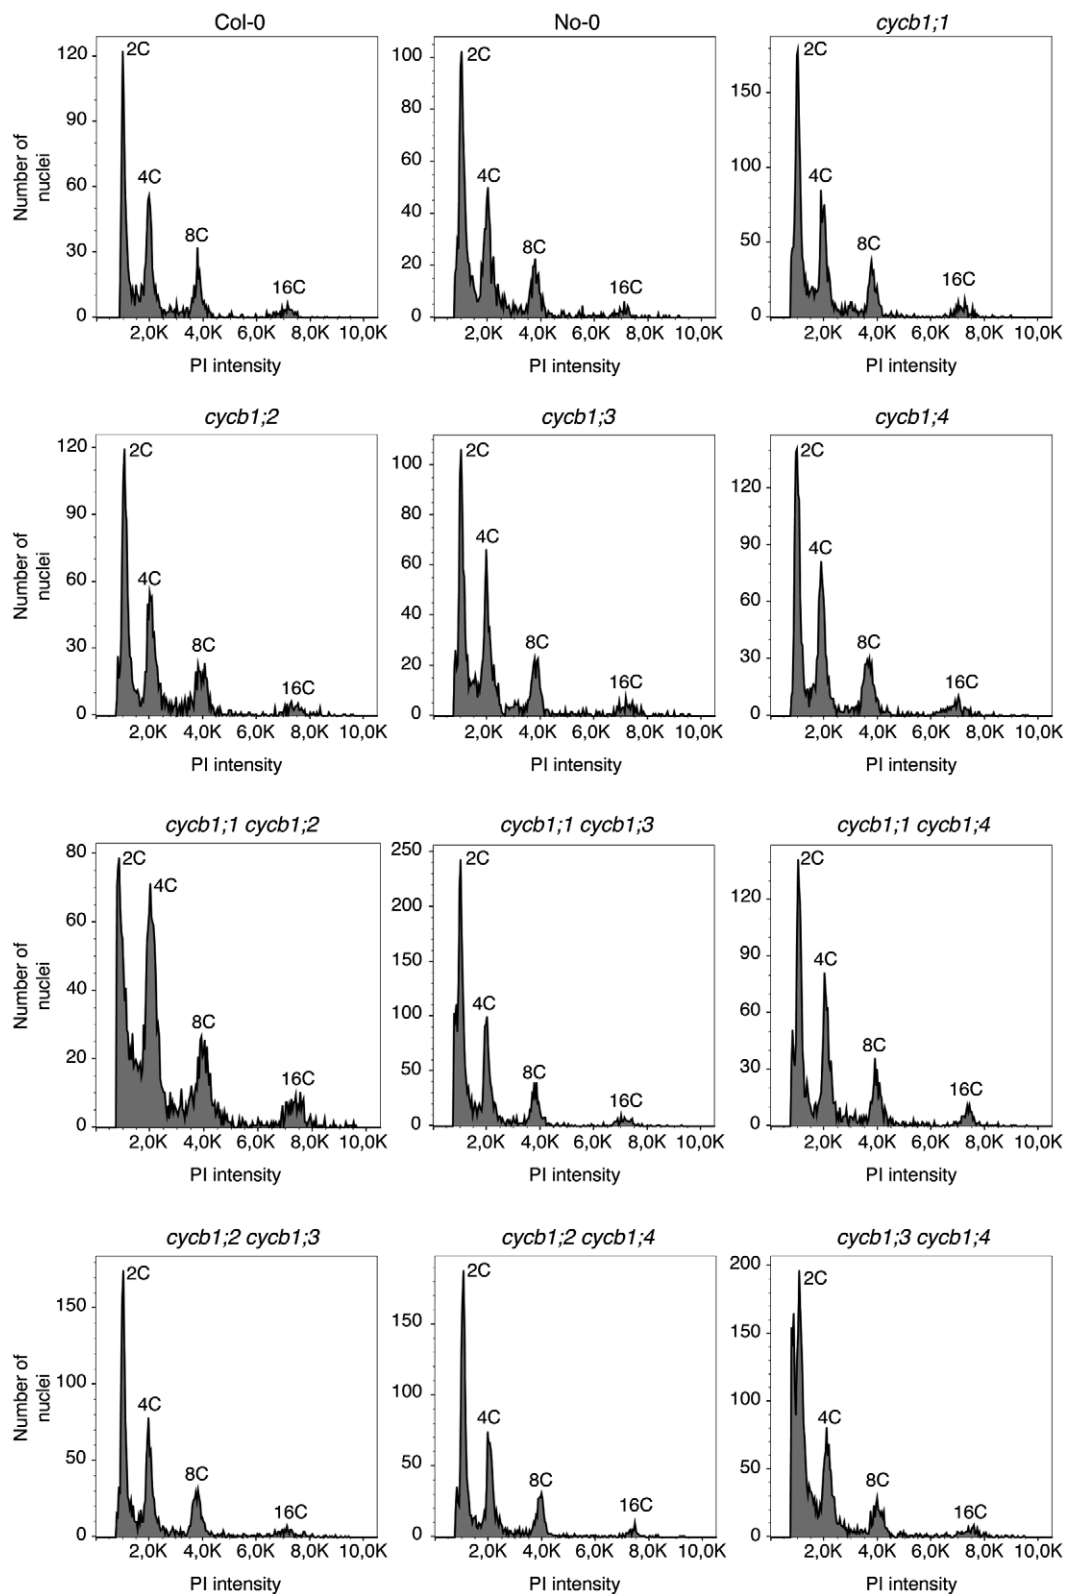 Col-0
No-0
cycb1;1
120
90
60
30
0
2C
4C
8C
16C
2,0K 4,0K 6,0K 8,0K 10,0K
PI intensity
Number of
nuclei
100
80
60
40
20
0
2C
4C
8C
16C
2,0K 4,0K 6,0K 8,0K 10,0K
PI intensity
150
100
50
0
2C
4C
8C
16C
2,0K 4,0K 6,0K 8,0K 10,0K
PI intensity
cycb1;2
cycb1;3
cycb1;4
Number of
nuclei
120
90
60
30
0
2C
4C
8C
16C
2,0K 4,0K 6,0K 8,0K 10,0K
PI intensity
100
80
60
40
20
0
2C
4C
8C
16C
2,0K 4,0K 6,0K 8,0K 10,0K
PI intensity
120
90
60
30
0
2C
4C
8C
16C
2,0K 4,0K 6,0K 8,0K 10,0K
PI intensity
cycb1;1 cycb1;2
cycb1;1 cycb1;3
cycb1;1 cycb1;4
Number of
nuclei
80
60
40
20
0
2C
4C
8C
16C
2,0K 4,0K 6,0K 8,0K 10,0K
PI intensity
250
200
150
100
50
0
2C
4C
8C
16C
2,0K 4,0K 6,0K 8,0K 10,0K
PI intensity
120
90
60
30
0
2C
4C
8C
16C
2,0K 4,0K 6,0K 8,0K 10,0K
PI intensity
cycb1;2 cycb1;3
cycb1;2 cycb1;4
cycb1;3 cycb1;4
Number of
nuclei
150
100
50
0
2C
4C
8C
16C
2,0K 4,0K 6,0K 8,0K 10,0K
PI intensity
150
100
50
0
2C
4C
8C
16C
2,0K 4,0K 6,0K 8,0K 10,0K
PI intensity
200
150
100
50
0
2C
4C
8C
16C
2,0K 4,0K 6,0K 8,0K 10,0K
PI intensity